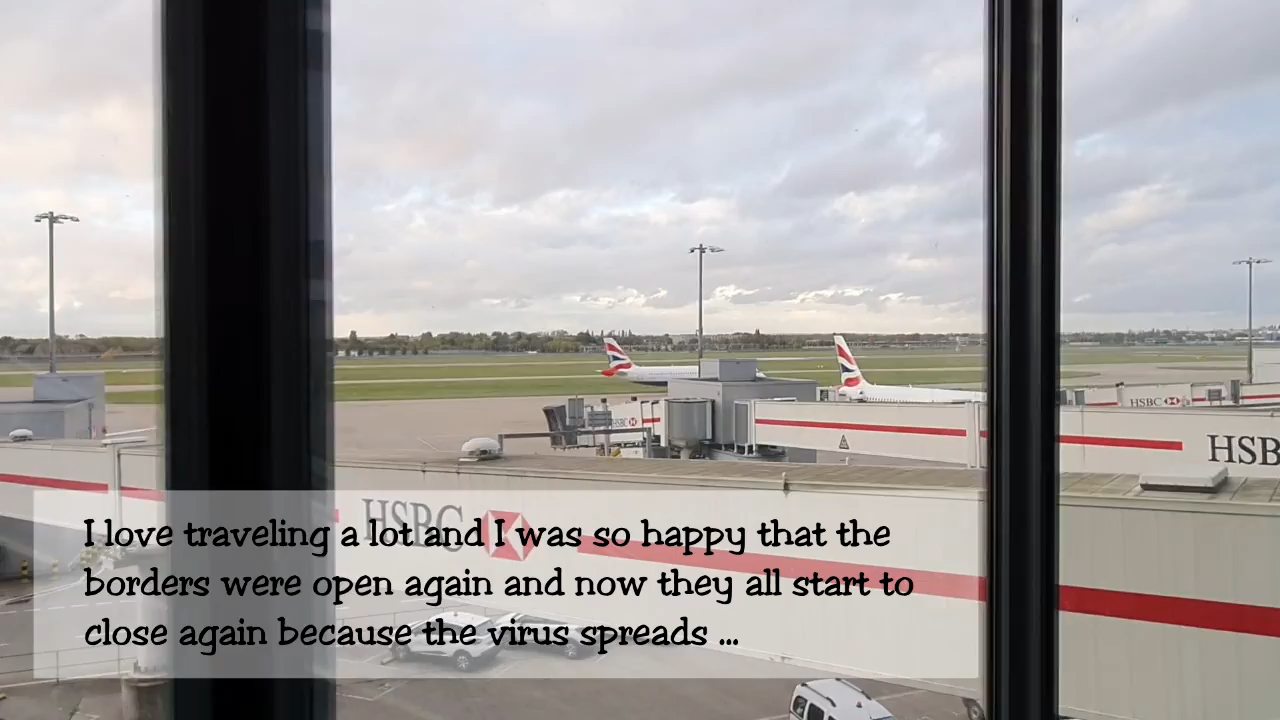 HSBC
HSBC
HSB
HSBC
I love traveling a lot and I was so happy that the
borders were open again and now they all start to
close again because the virus spreads ...